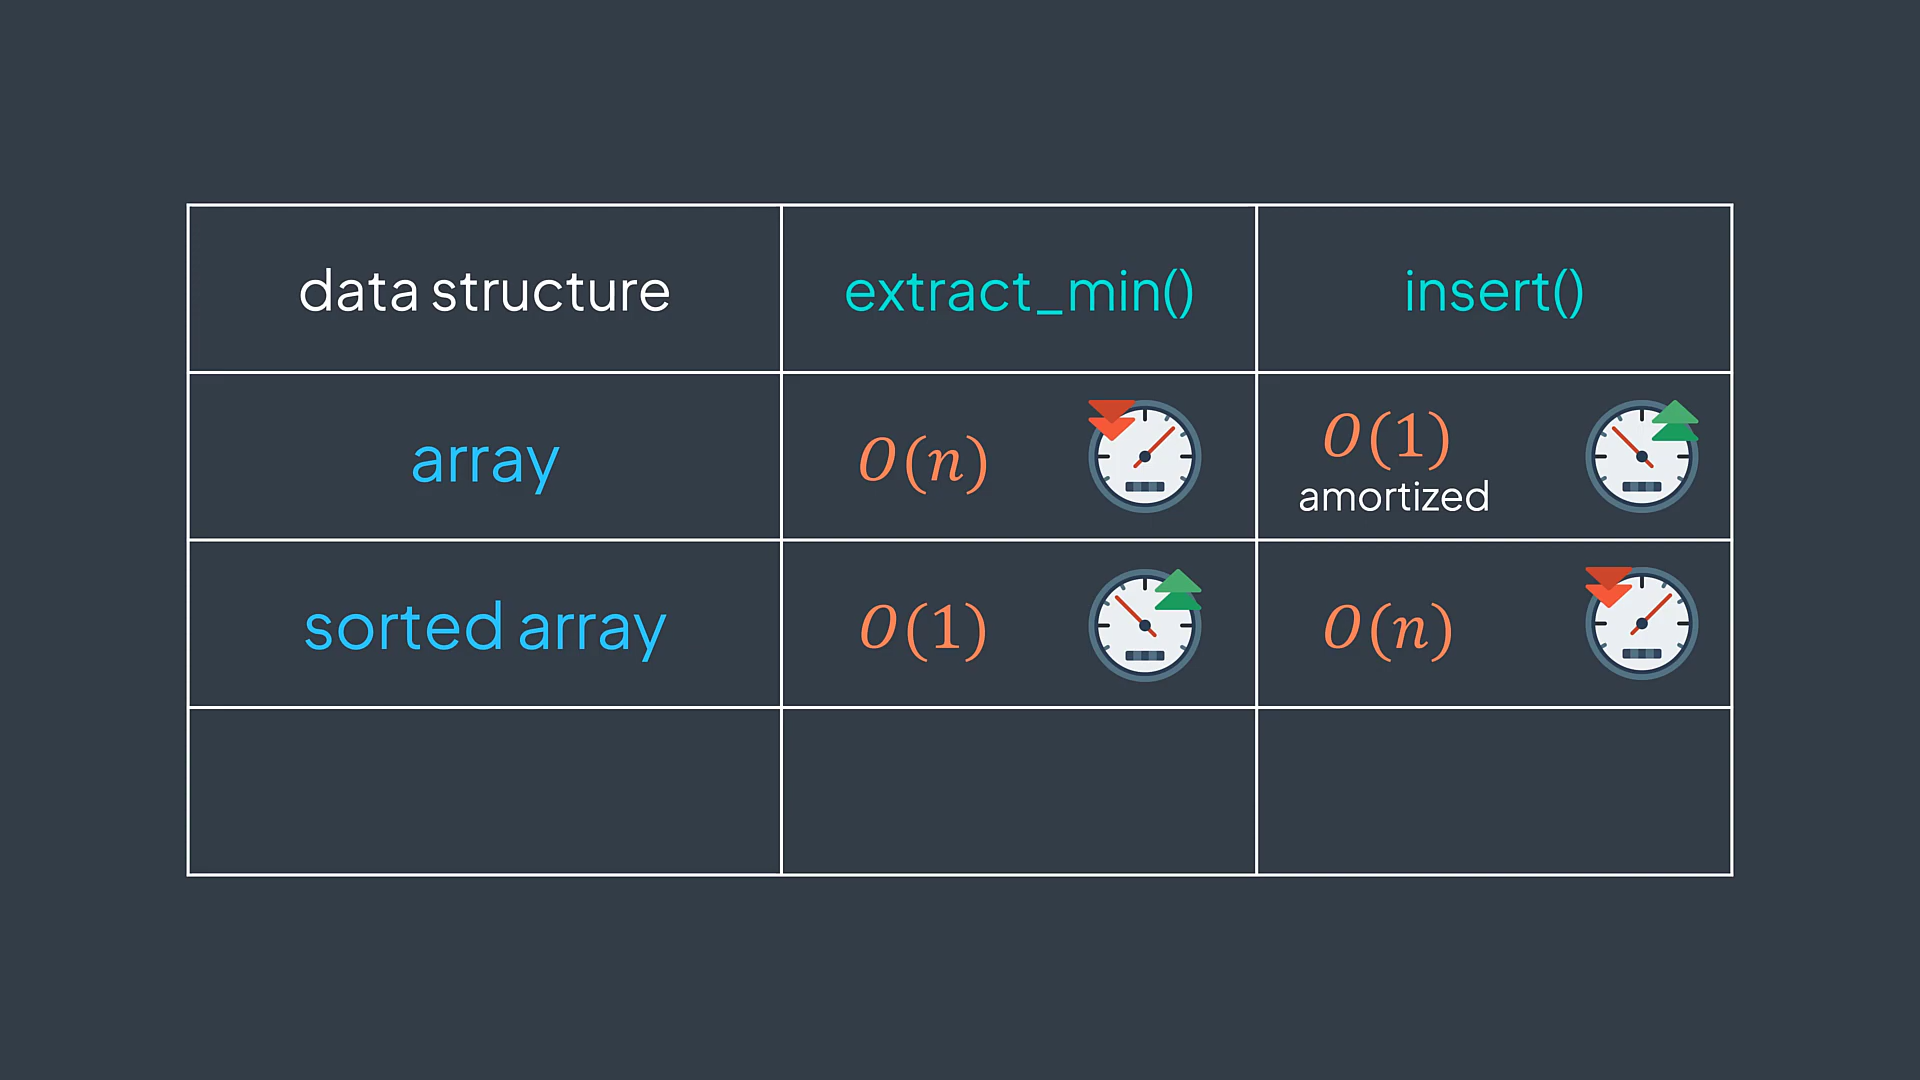 data structure extract_min() insert()
array O(n) O(1)
amortized
sorted array O(1) O(n)